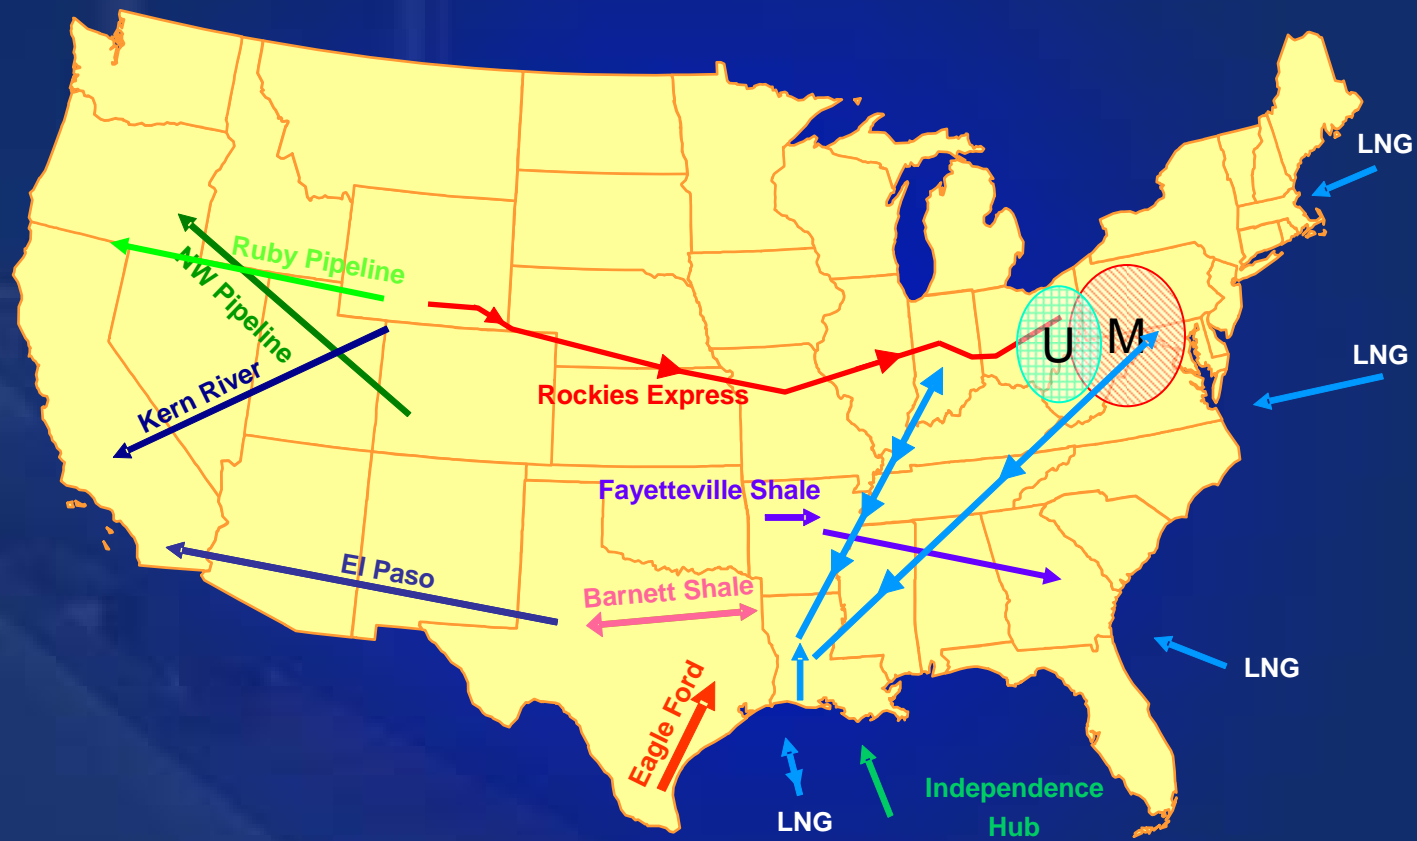 LNG
Ruby Pipeline
NW Pipeline
U
M
LNG
Kern River
Rockies Express
Fayetteville Shale
El Paso
Barnett Shale
LNG
Eagle Ford
Independence
Hub
LNG